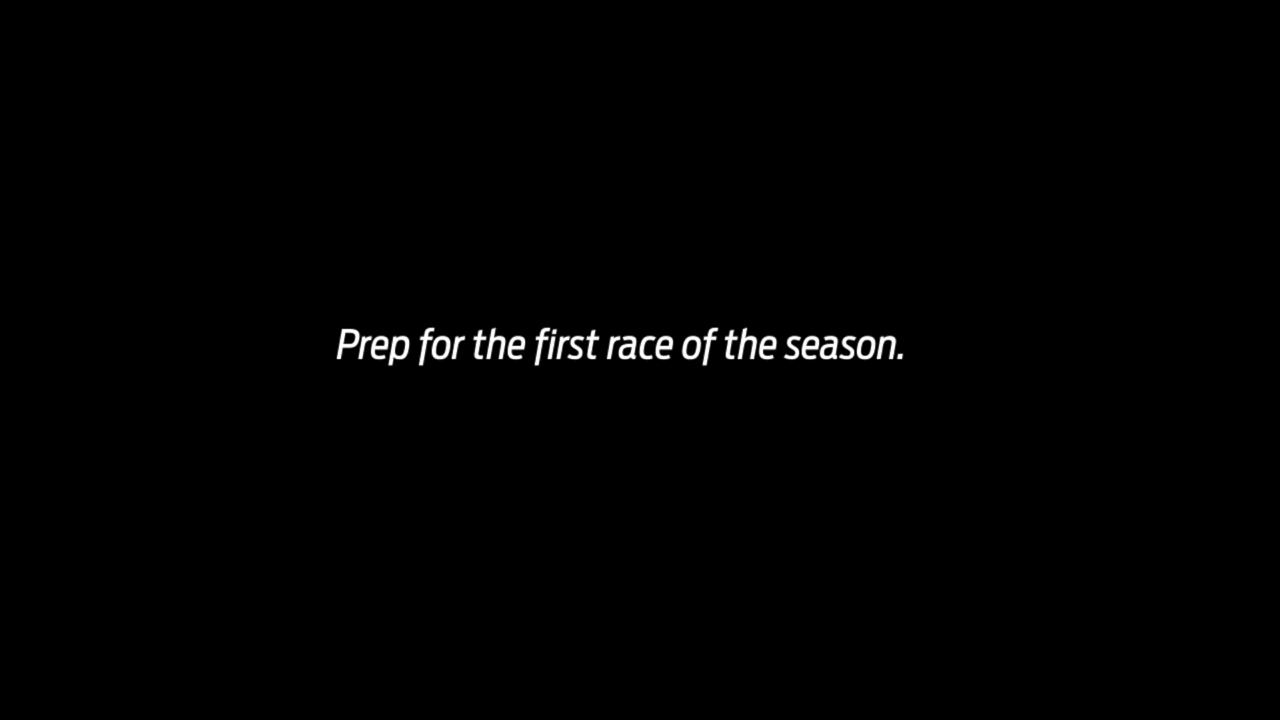 Prep for the first race of the season.